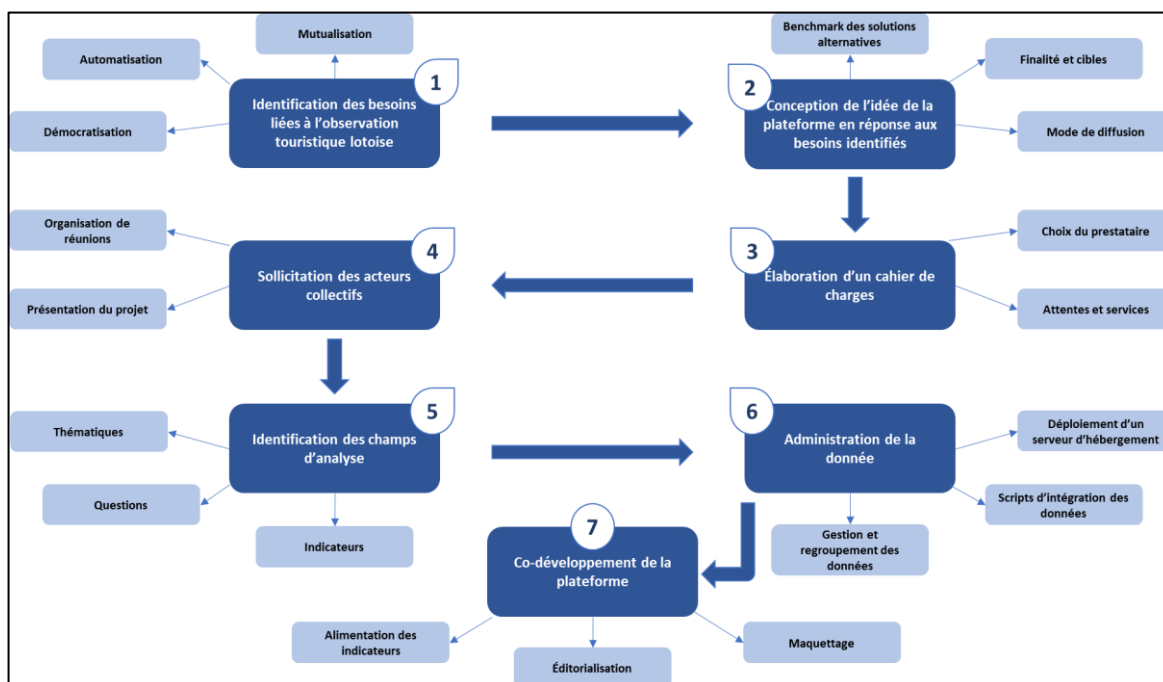 Mutualisation
Automatisation
Démocratisation
1
Identification des besoins
liées à l'observation
touristique lotoise
Benchmark des solutions
alternatives
Finalité et cibles
Mode de diffusion
2
Conception de l'idée de la
plateforme en réponse aux
besoins identifiés
Choix du prestataire
Attentes et services
3
Élaboration d'un cahier de
charges
Organisation de
réunions
Présentation du projet
4
Sollicitation des acteurs
collectifs
Thématiques
Questions
Indicateurs
5
Identification des champs
d'analyse
6
Administration de la
donnée
Déploiement d'un
serveur d'hébergement
Scripts d'intégration des
données
Gestion et
regroupement des
données
7
Co-développement de la
plateforme
Alimentation des
indicateurs
Éditorialisation
Maquettage